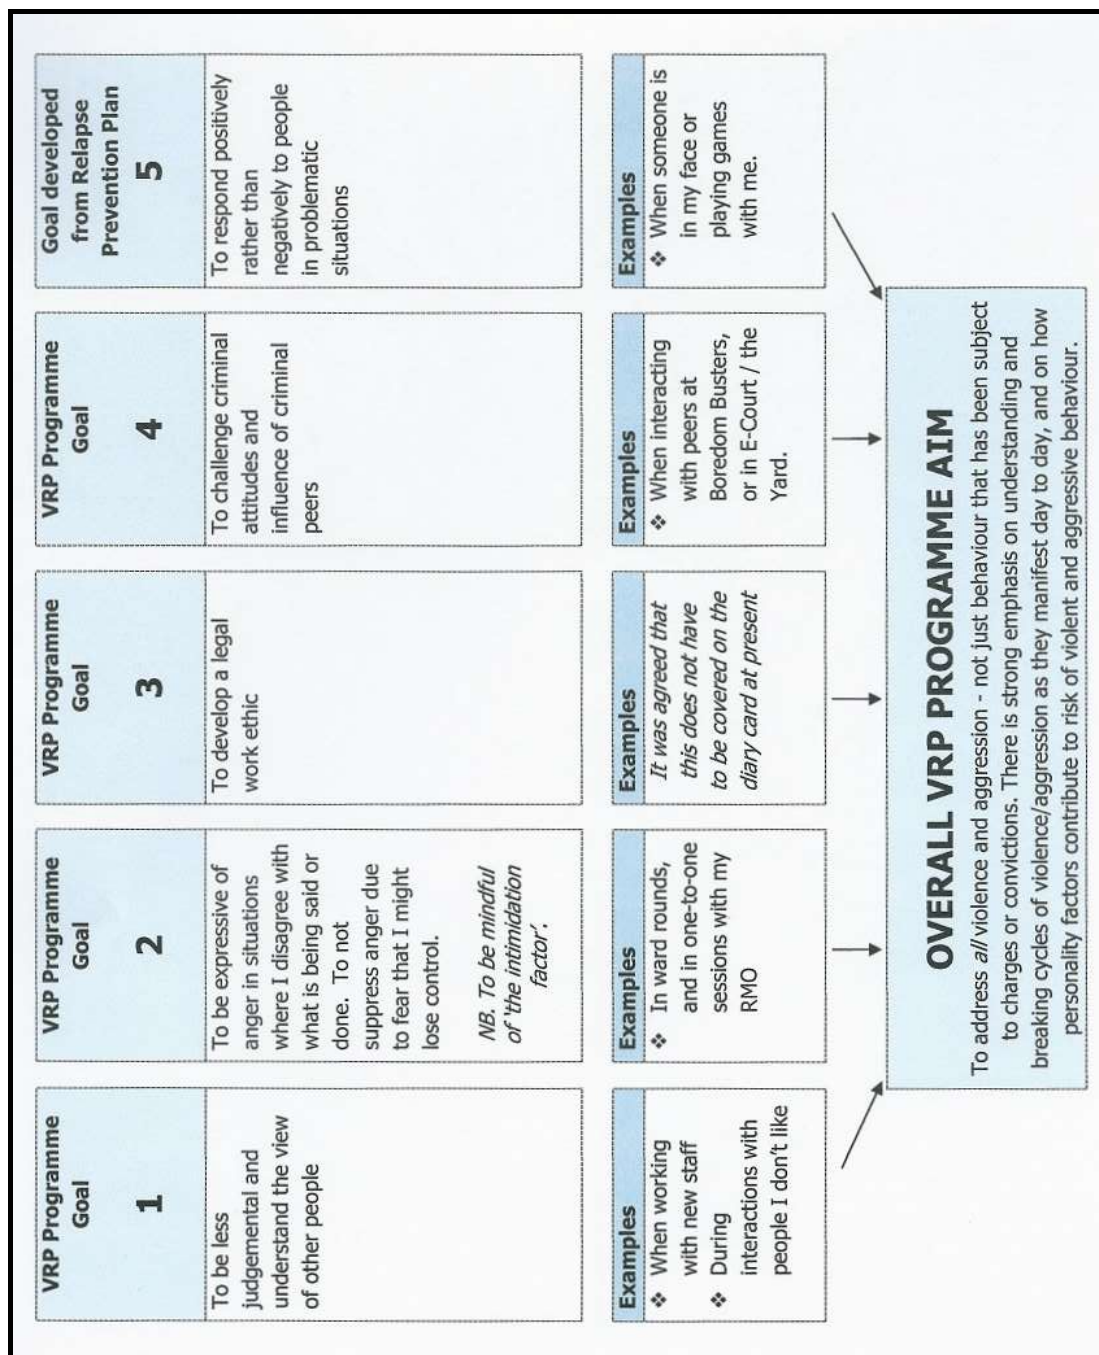 VRP Programme
Goal
1
To be less
judgemental and
understand the view
of other people
Examples
❖ When working
with new staff
❖ During
interactions with
people I don't like
VRP Programme
Goal
2
To be expressive of
anger in situations
where I disagree with
what is being said or
done. To not
suppress anger due
to fear that I might
lose control.
NB. To be mindful
of 'the intimidation
factor'.
Examples
❖ In ward rounds,
and in one-to-one
sessions with my
RMO
VRP Programme
Goal
3
To develop a legal
work ethic
Examples
It was agreed that
this does not have
to be covered on the
diary card at present
VRP Programme
Goal
4
To challenge criminal
attitudes and
influence of criminal
peers
Examples
❖ When interacting
with peers at
Boredom Busters,
or in E-Court / the
Yard.
Goal developed
from Relapse
Prevention Plan
5
To respond positively
rather than
negatively to people
in problematic
situations
Examples
❖ When someone is
in my face or
playing games
with me.
OVERALL VRP PROGRAMME AIM
To address all violence and aggression - not just behaviour that has been subject
to charges or convictions. There is strong emphasis on understanding and
breaking cycles of violence/aggression as they manifest day to day, and on how
personality factors contribute to risk of violent and aggressive behaviour.